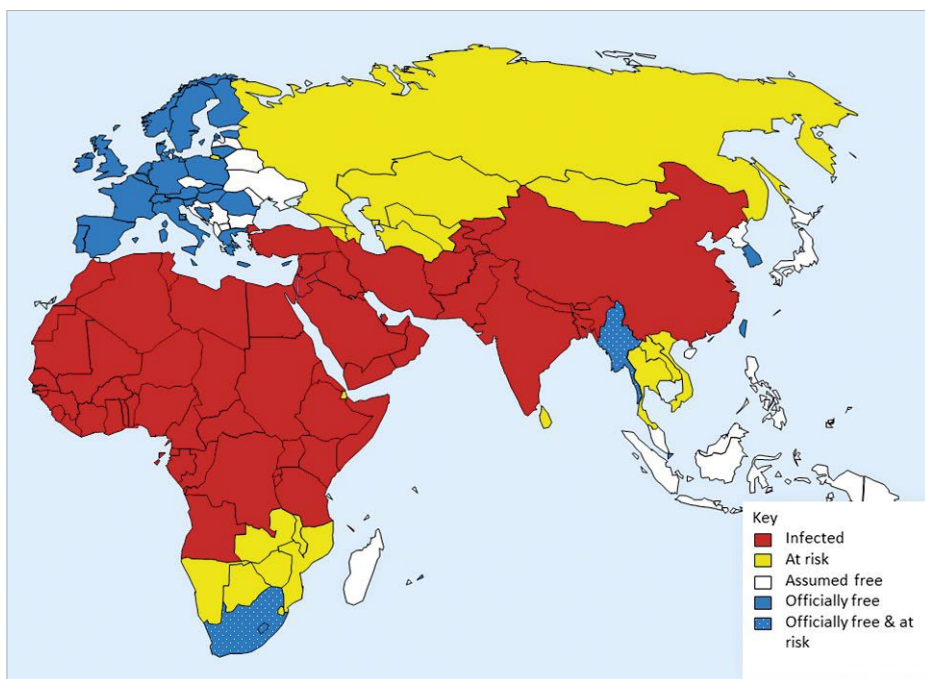 Key
Infected
At risk
Assumed free
Officially free
Officially free & at
risk